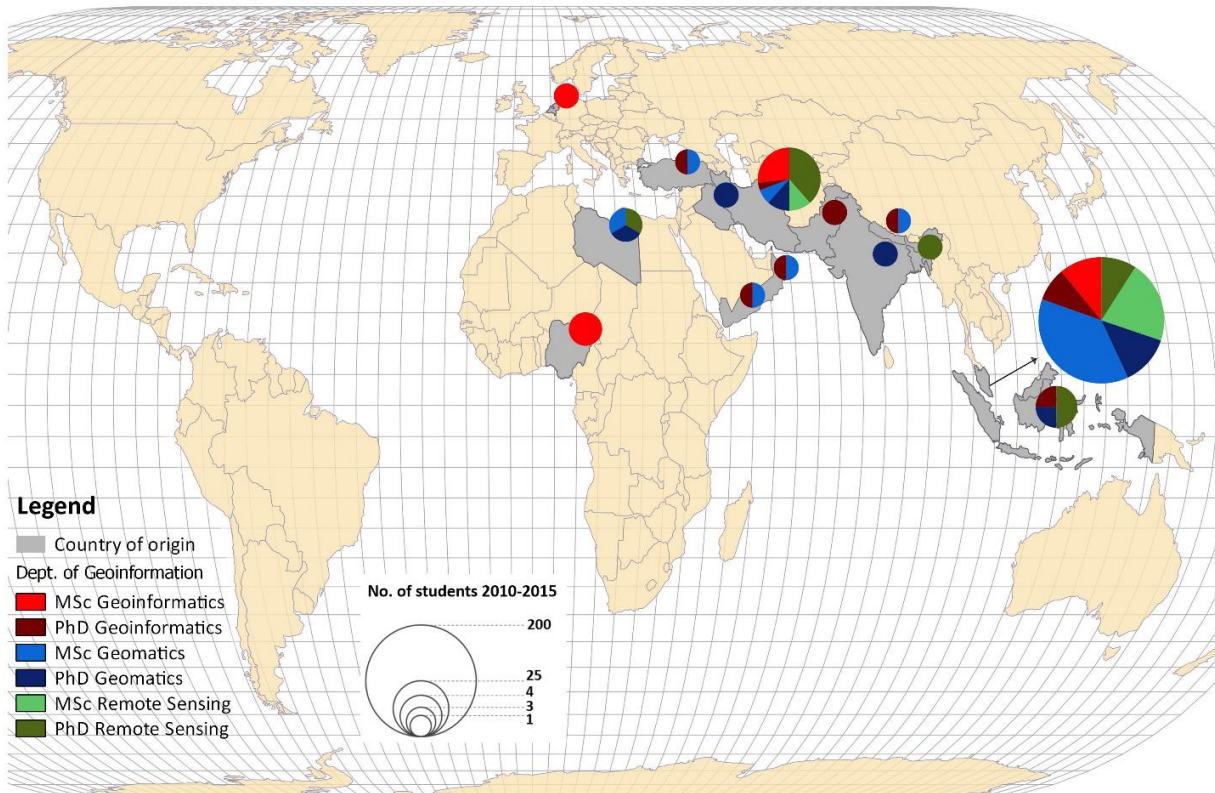 Legend
Country of origin
Dept. of Geoinformation
MSc Geoinformatics
PhD Geoinformatics
MSc Geomatics
PhD Geomatics
MSc Remote Sensing
PhD Remote Sensing
No. of students 2010-2015
200
25
4
3
1